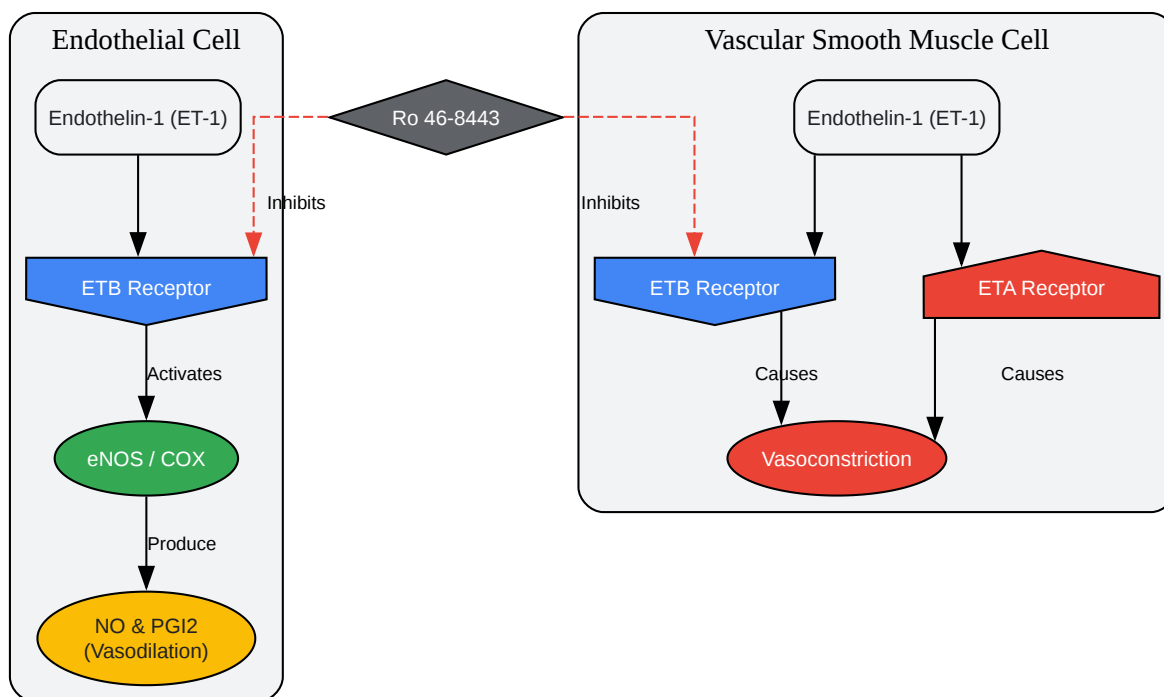 Endothelial Cell
Endothelin-1 (ET-1)
Inhibits
ETB Receptor
Activates
eNOS / COX
Produce
NO & PGI2
(Vasodilation)
Ro 46-8443
Vascular Smooth Muscle Cell
Endothelin-1 (ET-1)
Inhibits
ETB Receptor
ETA Receptor
Causes
Causes
Vasoconstriction